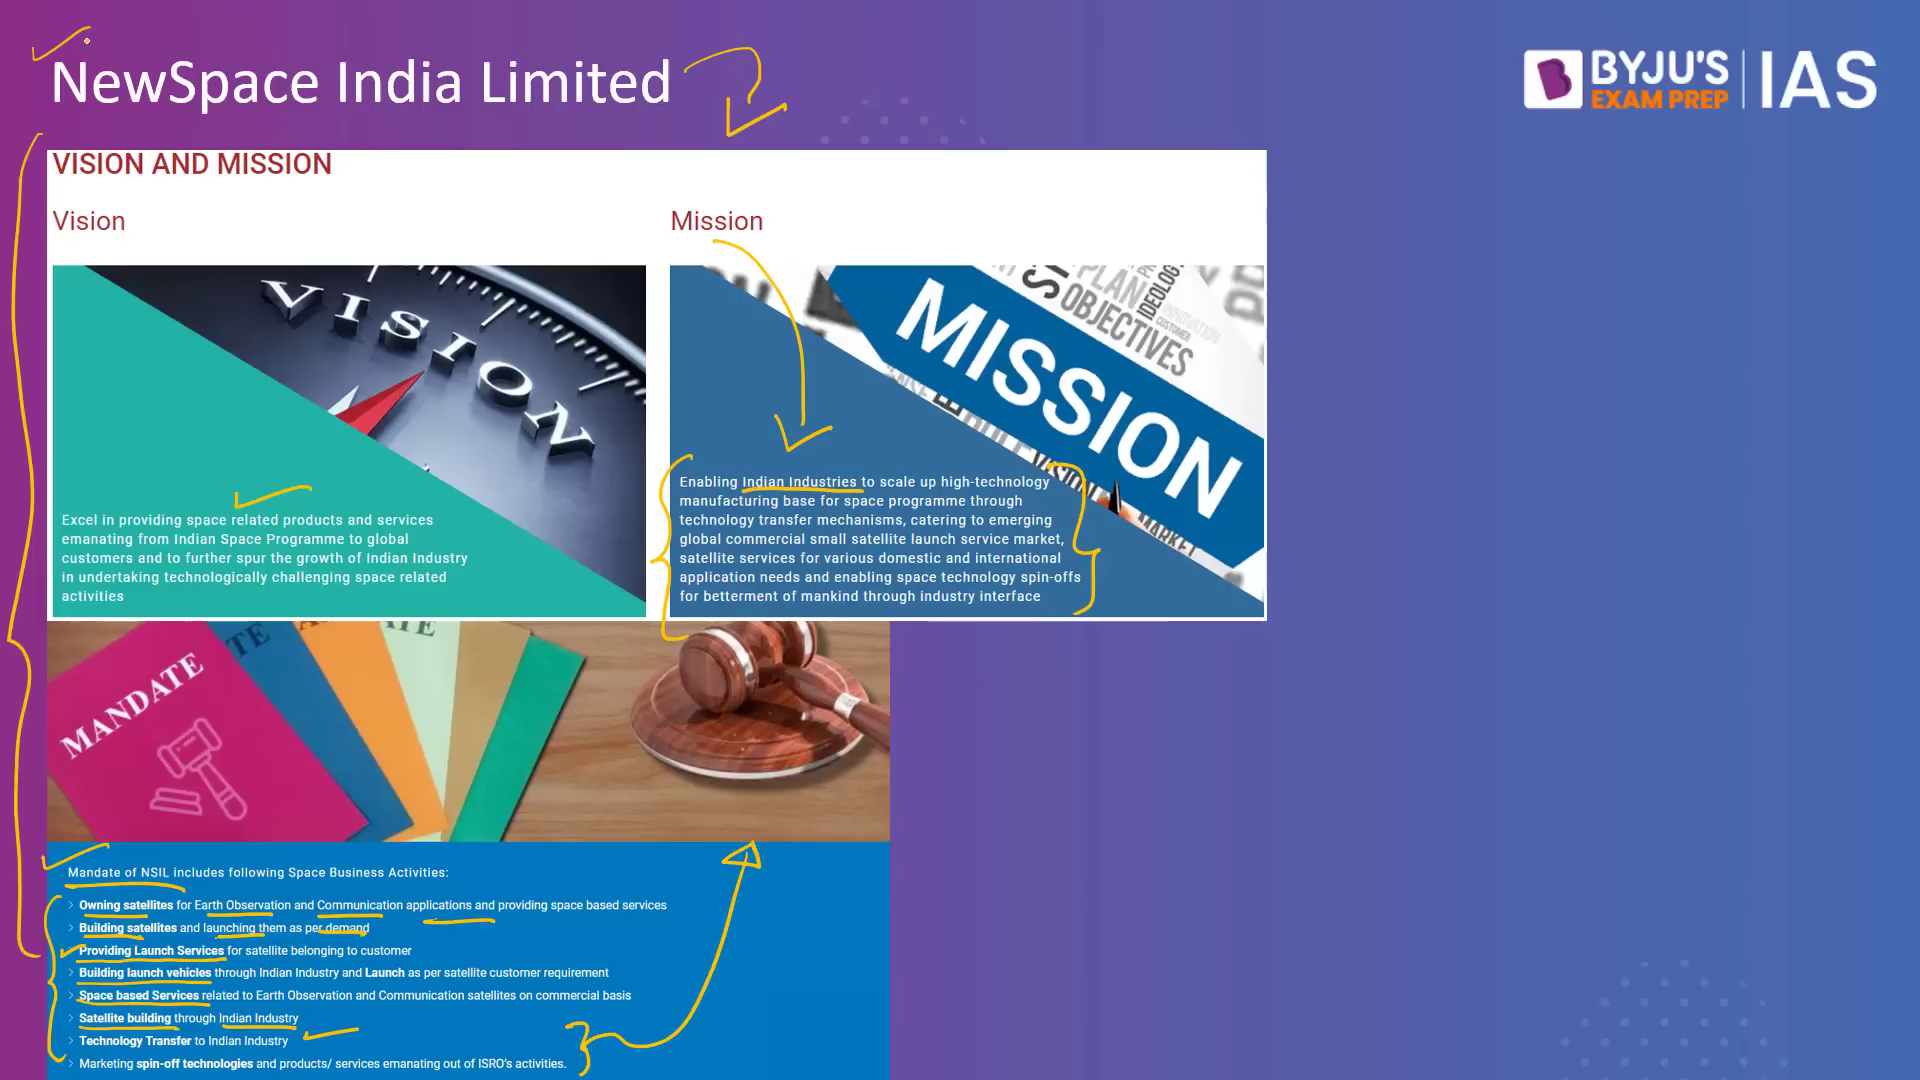 NewSpace India Limited
BYJU'S
EXAM PREP
IAS
VISION AND MISSION
Vision
Mission
VISION
PLAN
OBJECTIVES
IDEOLOGY
INNOVATION
CUSTOMER
MISSION
VISION
MARKET
Excel in providing space related products and services
emanating from Indian Space Programme to global
customers and to further spur the growth of Indian Industry
in undertaking technologically challenging space related
activities
Enabling Indian Industries to scale up high-technology
manufacturing base for space programme through
technology transfer mechanisms, catering to emerging
global commercial small satellite launch service market,
satellite services for various domestic and international
application needs and enabling space technology spin-offs
for betterment of mankind through industry interface
MANDATE
Mandate of NSIL includes following Space Business Activities:
Owning satellites for Earth Observation and Communication applications and providing space based services
Building satellites and launching them as per demand
Providing Launch Services for satellite belonging to customer
Building launch vehicles through Indian Industry and Launch as per satellite customer requirement
Space based Services related to Earth Observation and Communication satellites on commercial basis
Satellite building through Indian Industry
Technology Transfer to Indian Industry
Marketing spin-off technologies and products/ services emanating out of ISRO's activities.